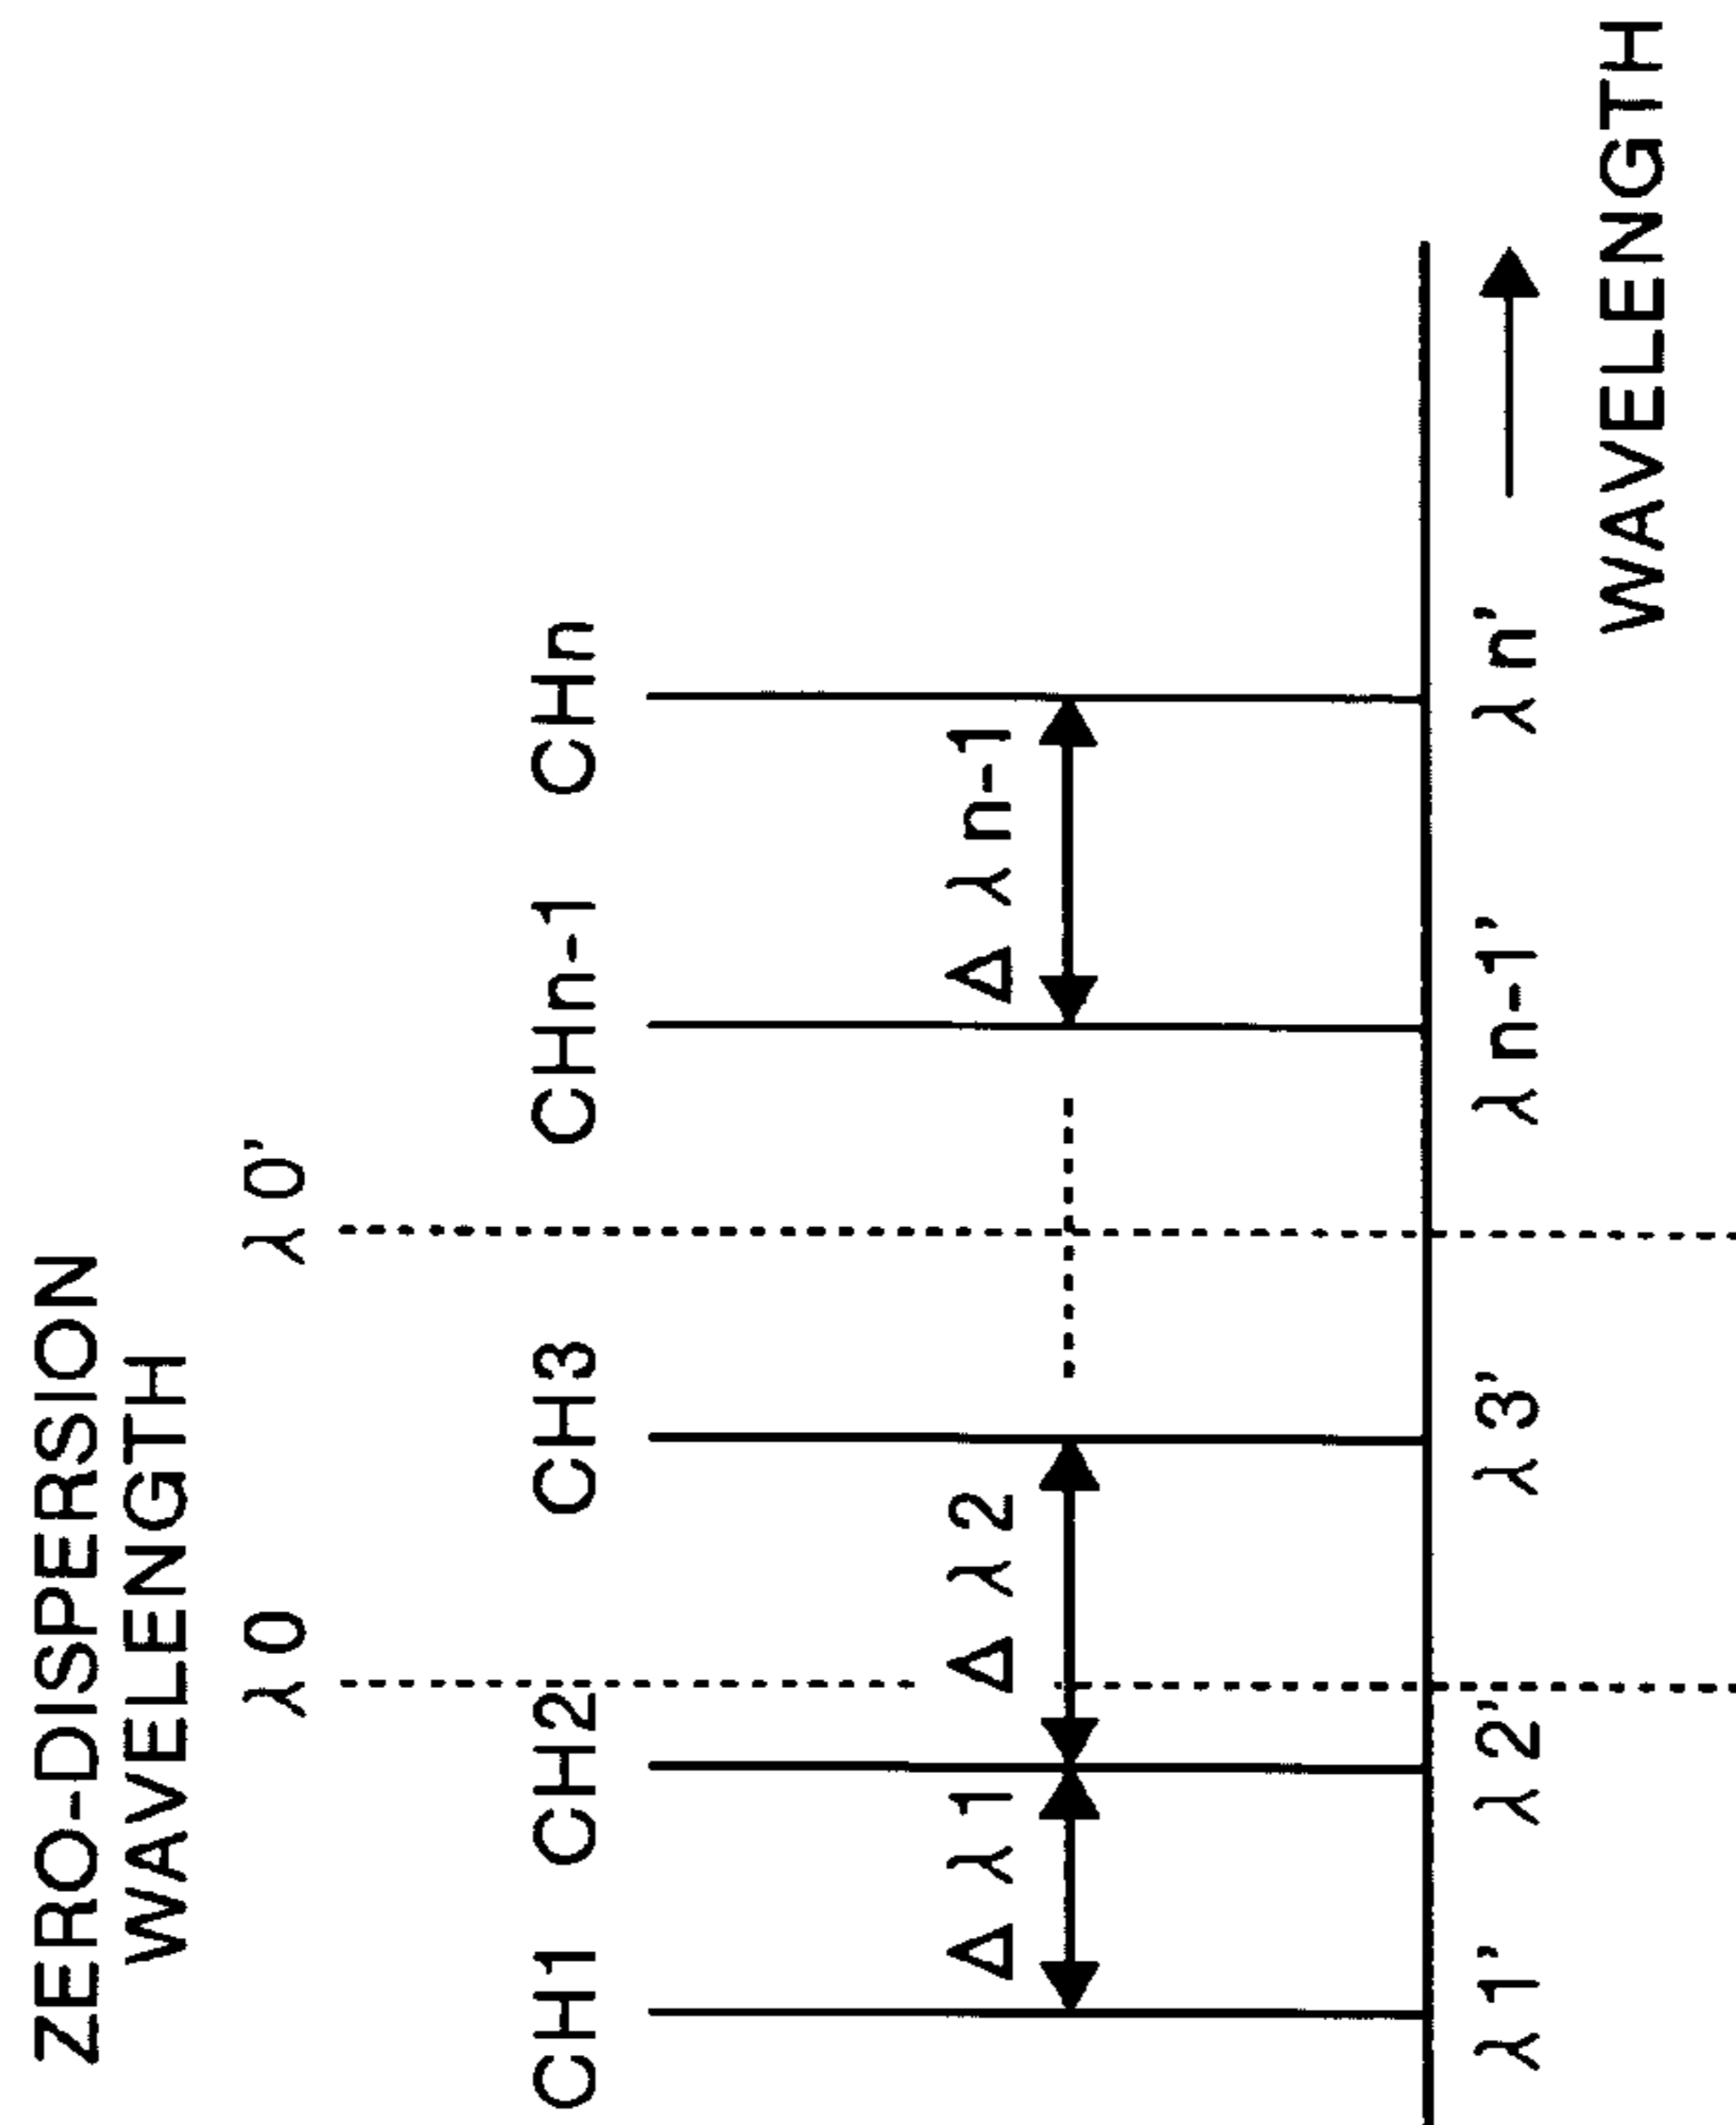 ZERO-DISPERSION
WAVELENGTH
λ0 λ0'
CH1 CH2 CH3 CHn-1 CHn
Δλ1 Δλ2 Δλn-1
λ1' λ2' λ3' λn-1' λn'
WAVELENGTH